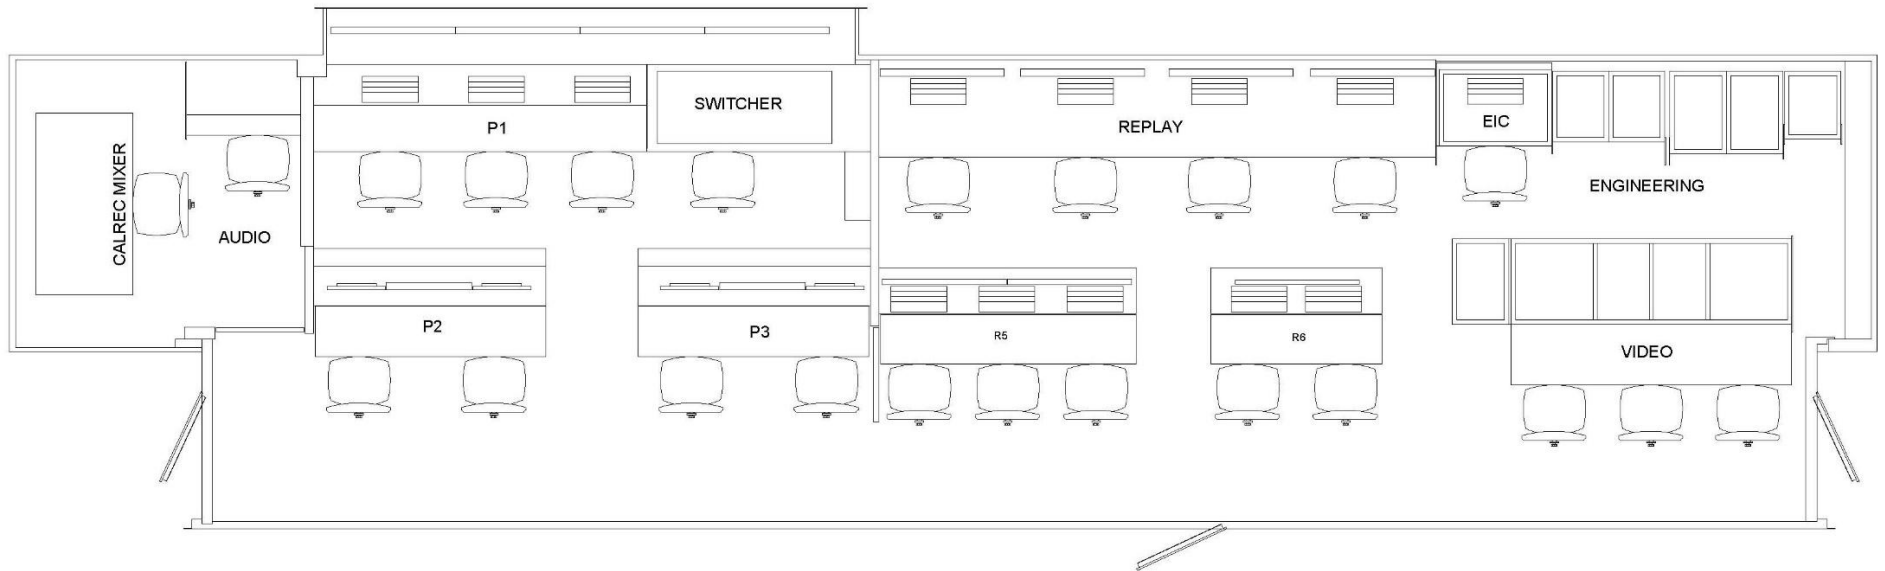 SWITCHER
P1
REPLAY
EIC
CALREC MIXER
AUDIO
ENGINEERING
P2
P3
R5
R6
VIDEO